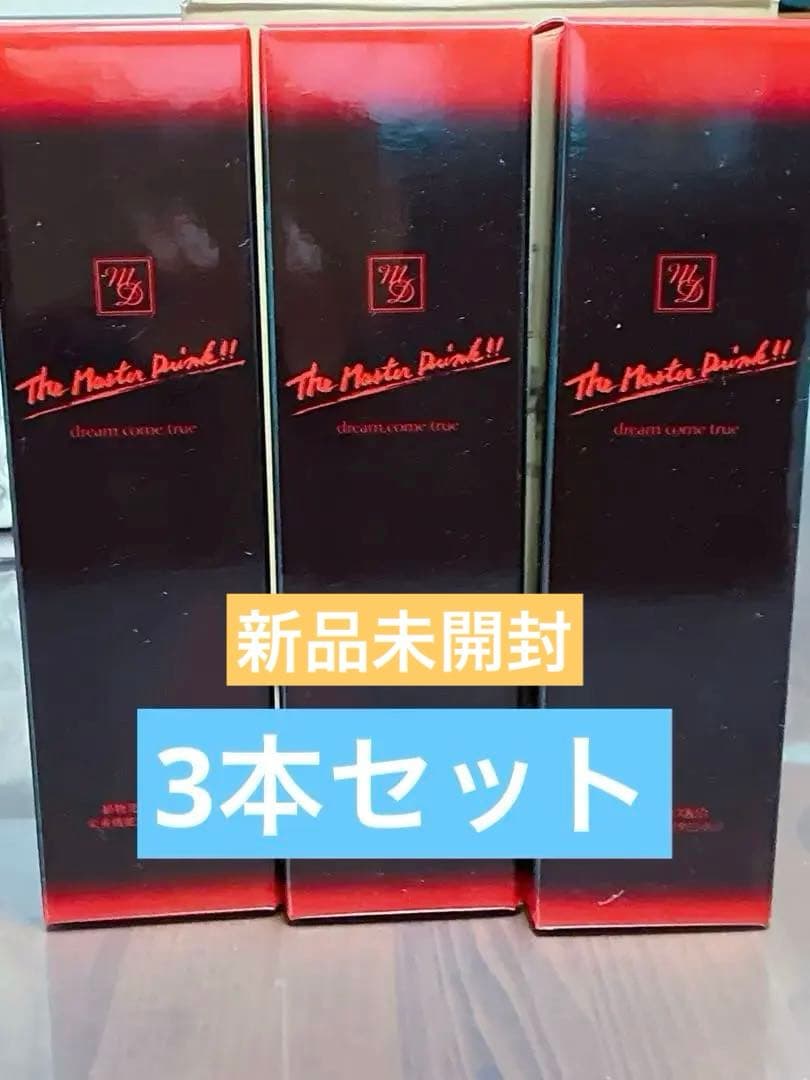 MD
The Master Drink!!
dream come true
MD
The Master Drink!!
dream come true
MD
The Master Drink!!
dream come true
新品未開封
3本セット